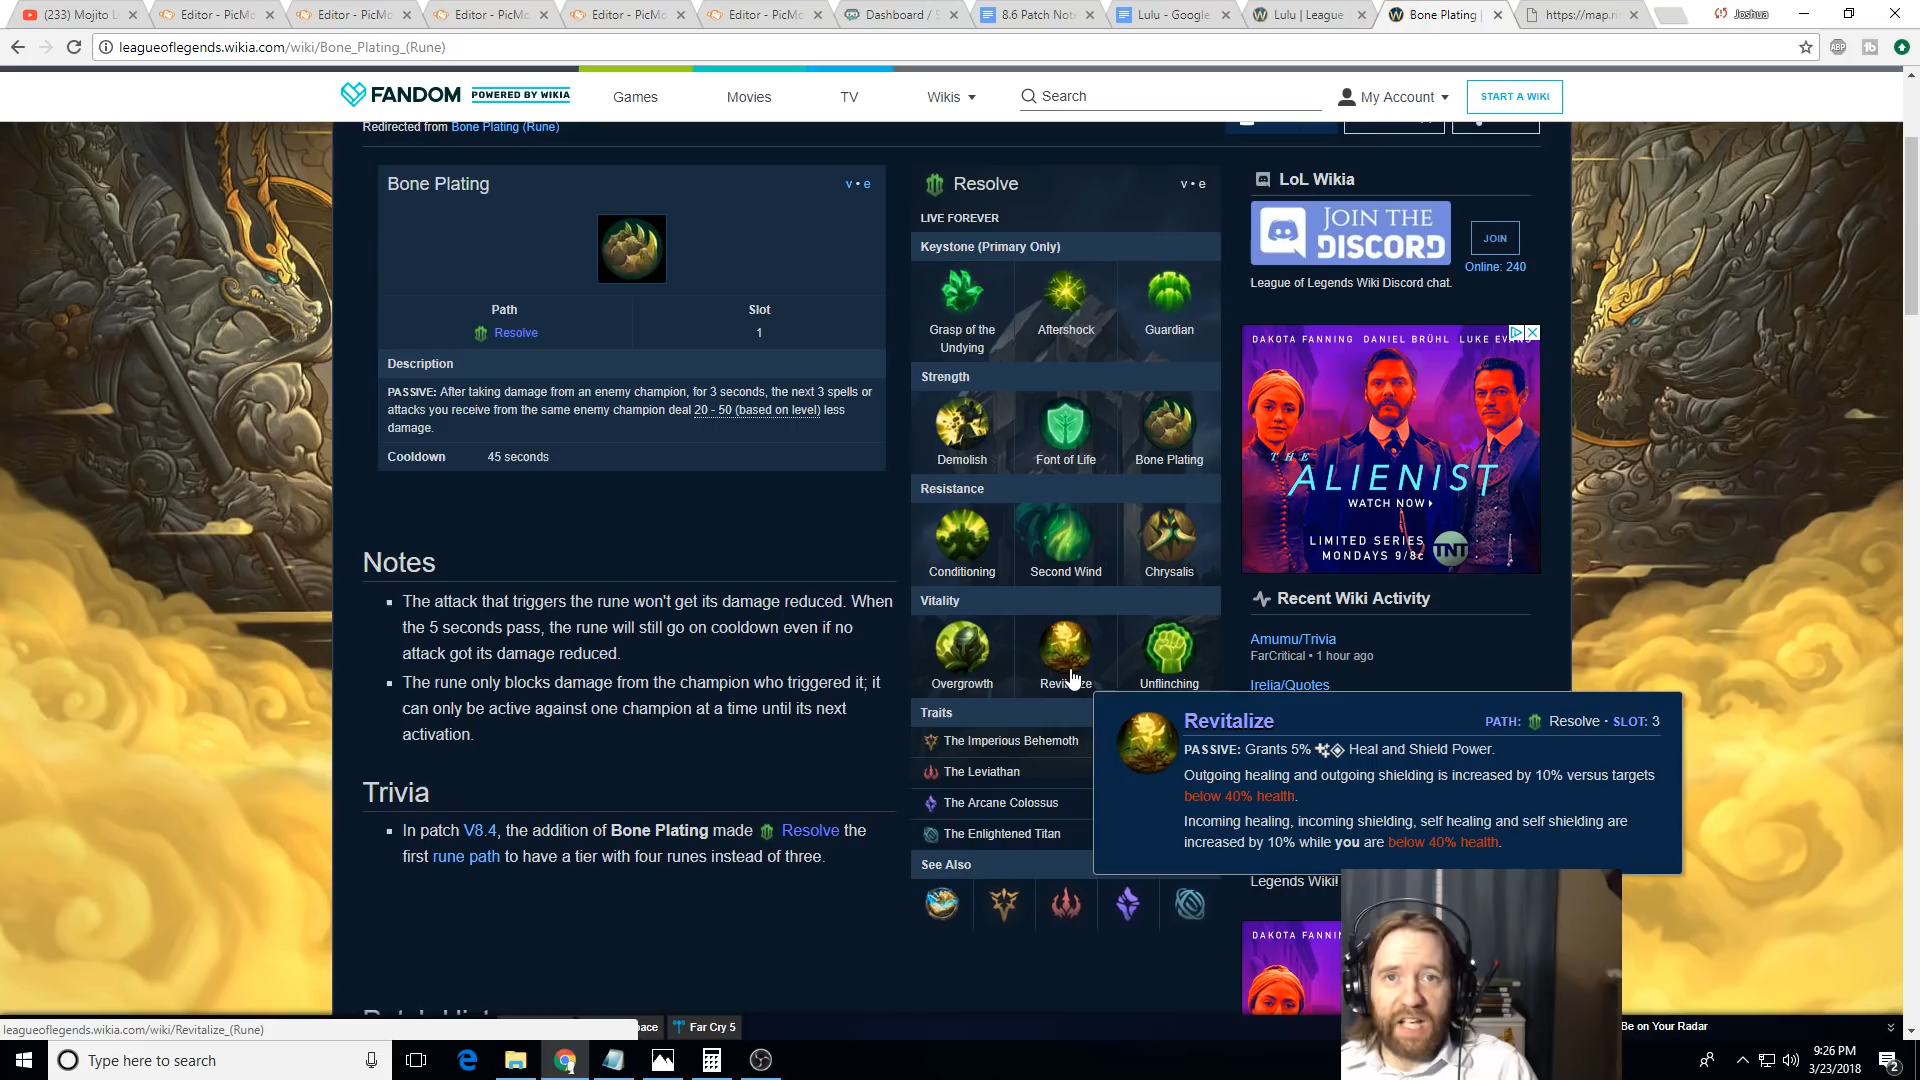 (233) Mojito L
Editor - PicMo
Editor - PicMo
Editor - PicMo
Editor - PicMo
Editor - PicMo
Dashboard / S
8.6 Patch Note
Lulu - Google
Lulu | League
Bone Plating |
https://map.ri
Joshua
leagueoflegends.wikia.com/wiki/Bone_Plating_(Rune)
ABP
FANDOM POWERED BY WIKIA
Games
Movies
TV
Wikis
Search
My Account
START A WIKI
Redirected from Bone Plating (Rune)
Bone Plating
v • e
Path
Slot
Resolve
1
Description
PASSIVE: After taking damage from an enemy champion, for 3 seconds, the next 3 spells or
attacks you receive from the same enemy champion deal 20 - 50 (based on level) less
damage.
Cooldown 45 seconds
Notes
The attack that triggers the rune won't get its damage reduced. When
the 5 seconds pass, the rune will still go on cooldown even if no
attack got its damage reduced.
The rune only blocks damage from the champion who triggered it; it
can only be active against one champion at a time until its next
activation.
Trivia
In patch V8.4, the addition of Bone Plating made Resolve the
first rune path to have a tier with four runes instead of three.
Resolve
v • e
LIVE FOREVER
Keystone (Primary Only)
Grasp of the
Undying
Aftershock
Guardian
Strength
Demolish
Font of Life
Bone Plating
Resistance
Conditioning
Second Wind
Chrysalis
Vitality
Overgrowth
Revitalize
Unflinching
Traits
The Imperious Behemoth
The Leviathan
The Arcane Colossus
The Enlightened Titan
See Also
Revitalize
PATH: Resolve · SLOT: 3
PASSIVE: Grants 5% Heal and Shield Power.
Outgoing healing and outgoing shielding is increased by 10% versus targets
below 40% health.
Incoming healing, incoming shielding, self healing and self shielding are
increased by 10% while you are below 40% health.
LoL Wikia
JOIN THE
DISCORD
JOIN
Online: 240
League of Legends Wiki Discord chat.
DAKOTA FANNING DANIEL BRÜHL LUKE EVANS
THE
ALIENIST
WATCH NOW
LIMITED SERIES
MONDAYS 9/8c
TNT
Recent Wiki Activity
Amumu/Trivia
FarCritical • 1 hour ago
Irelia/Quotes
Legends Wiki!
DAKOTA FANNI
leagueoflegends.wikia.com/wiki/Revitalize_(Rune)
pace
Far Cry 5
Be on Your Radar
Type here to search
9:26 PM
3/23/2018
2